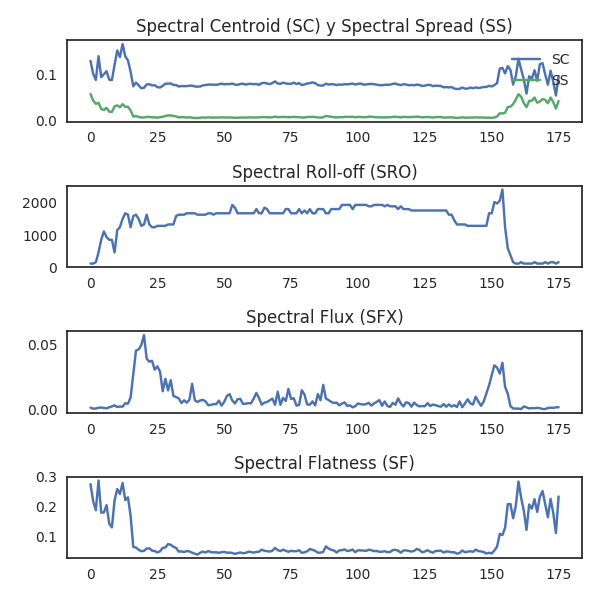 Spectral Centroid (SC) y Spectral Spread (SS)
0.1
0.0
SC
SS
0 25 50 75 100 125 150 175
Spectral Roll-off (SRO)
2000
1000
0
0 25 50 75 100 125 150 175
Spectral Flux (SFX)
0.05
0.00
0 25 50 75 100 125 150 175
Spectral Flatness (SF)
0.3
0.2
0.1
0 25 50 75 100 125 150 175